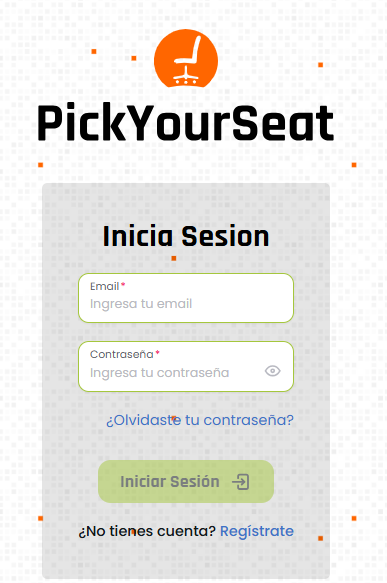 PickYourSeat
Inicia Sesion
Email*
Ingresa tu email
Contraseña*
Ingresa tu contraseña
¿Olvidaste tu contraseña?
Iniciar Sesión
¿No tienes cuenta? Regístrate